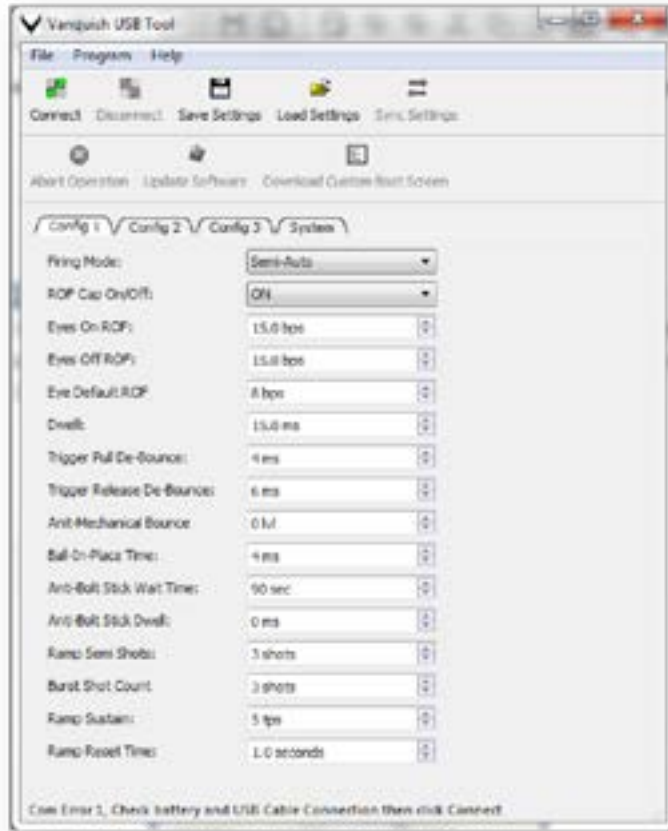 Vanquish USB Tool
File Program Help
Connect Disconnect Save Settings Load Settings Sync Settings
Abort Operation Update Software Download Custom Boot Screen
Config 1 Config 2 Config 3 System
Firing Mode: Semi-Auto
ROF Cap On/Off: ON
Eyes On ROF: 15.0 bps
Eyes Off ROF: 15.0 bps
Eye Default ROF 8 bps
Dwell: 15.0 ms
Trigger Pull De-Bounce: 4 ms
Trigger Release De-Bounce: 6 ms
Anit-Mechanical Bounce 0 lvl
Ball-In-Place Time: 4 ms
Anti-Bolt Stick Wait Time: 90 sec
Anti-Bolt Stick Dwell: 0 ms
Ramp Semi Shots: 3 shots
Burst Shot Count 3 shots
Ramp Sustain: 5 tps
Ramp Reset Time: 1.0 seconds
Com Error 1, Check battery and USB Cable Connection then click Connect